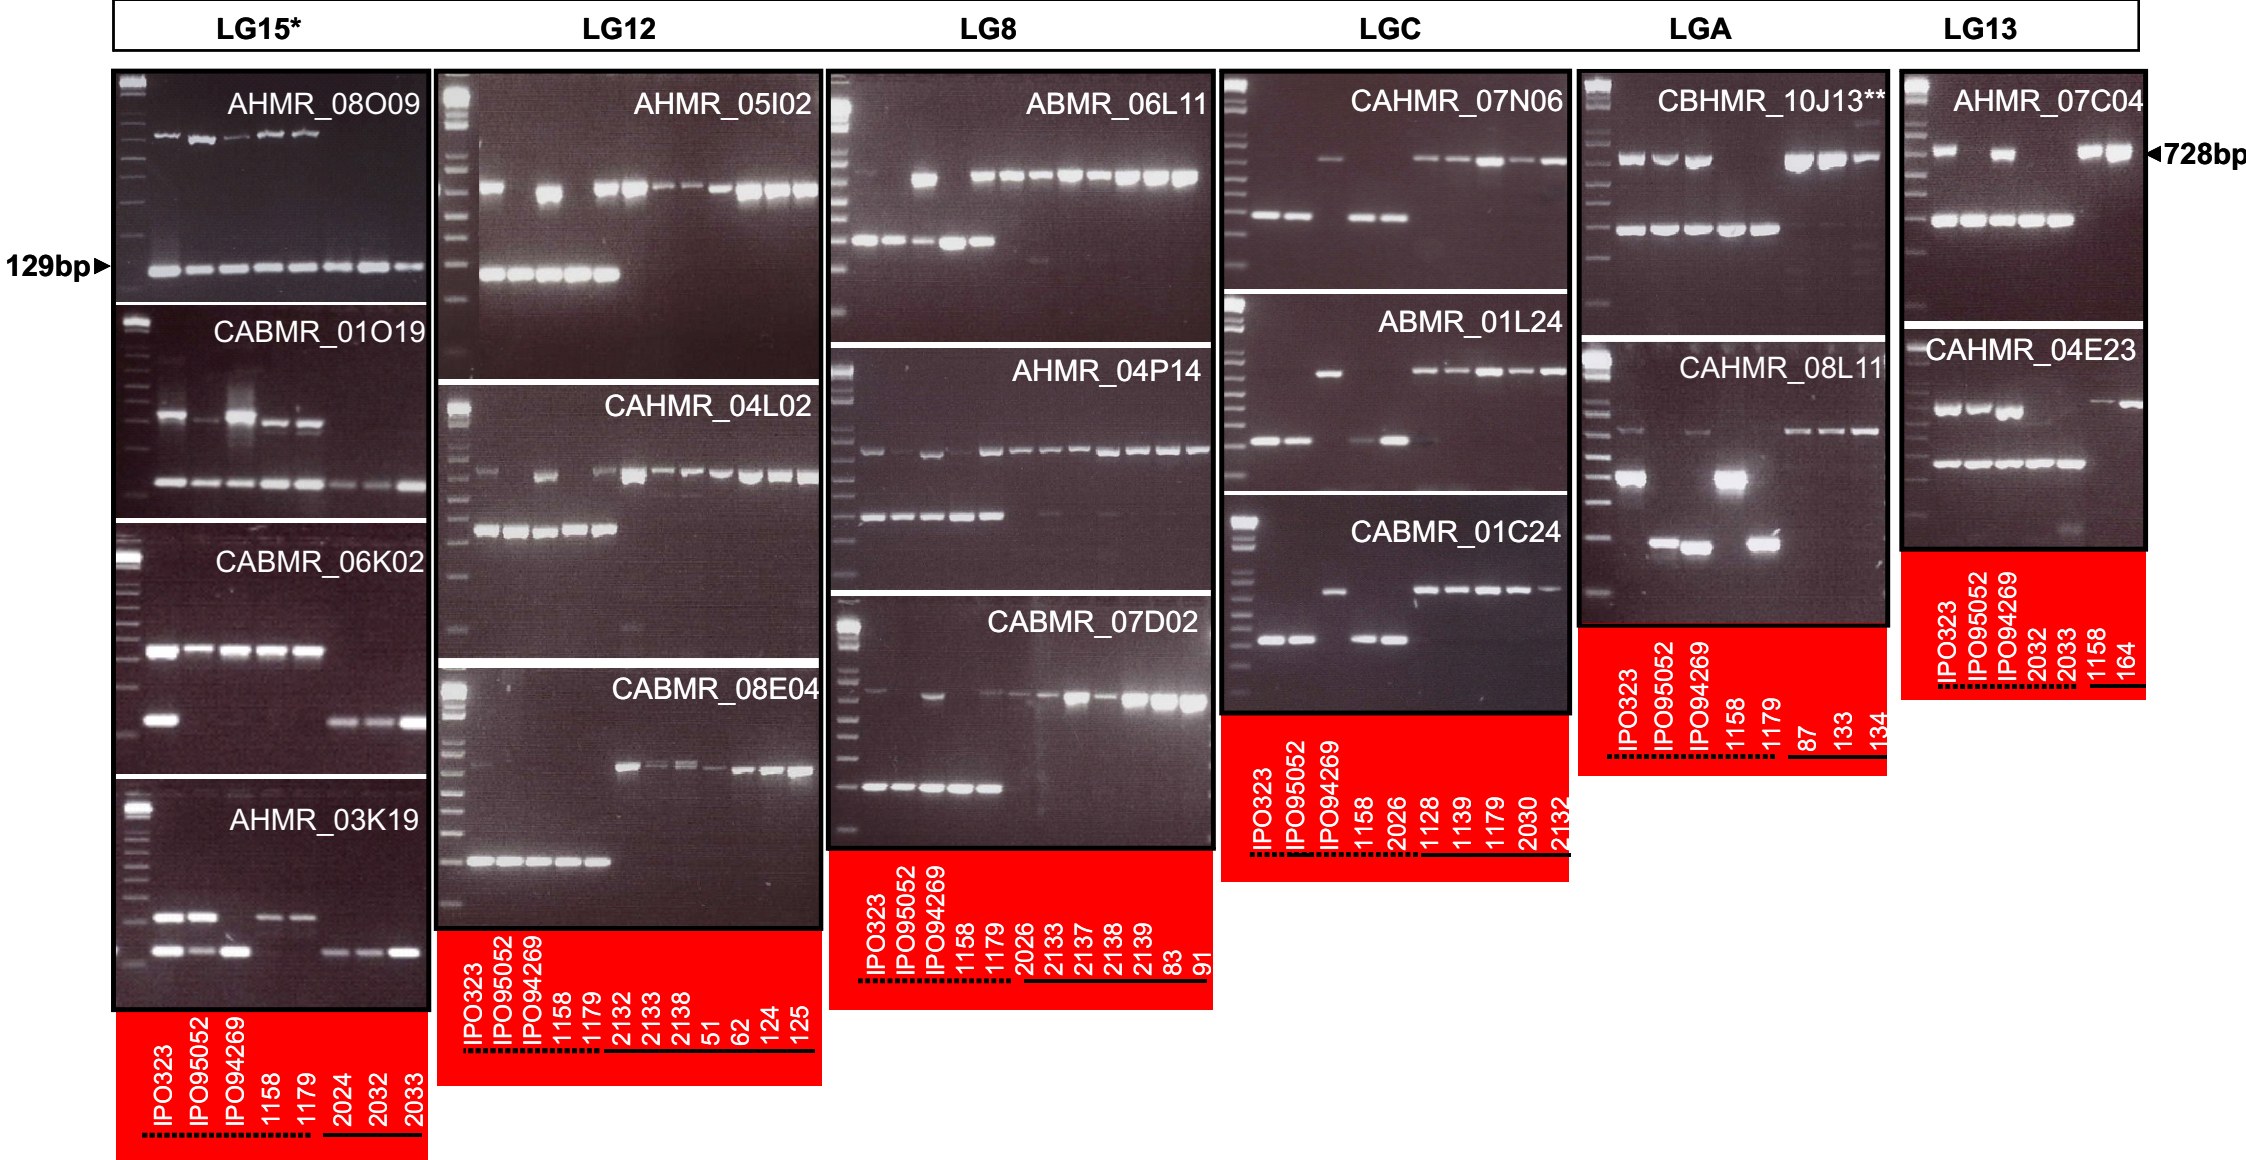 LG15* LG12 LG8 LGC LGA LG13
AHMR_08O09
CABMR_01O19
CABMR_06K02
AHMR_03K19
129bp
IPO323 IPO95052 IPO94269 1158 1179 2024 2032 2033
AHMR_05I02
CAHMR_04L02
CABMR_08E04
IPO323 IPO95052 IPO94269 1158 1179 2132 2133 2138 51 62 124 125
ABMR_06L11
AHMR_04P14
CABMR_07D02
IPO323 IPO95052 IPO94269 1158 1179 2026 2133 2137 2138 2139 83 91
CAHMR_07N06
ABMR_01L24
CABMR_01C24
IPO323 IPO95052 IPO94269 1158 2026 1128 1139 1179 2030 2132
CBHMR_10J13**
CAHMR_08L11
IPO323 IPO95052 IPO94269 1158 1179 87 133 134
AHMR_07C04
CAHMR_04E23
728bp
IPO323 IPO95052 IPO94269 2032 2033 1158 164